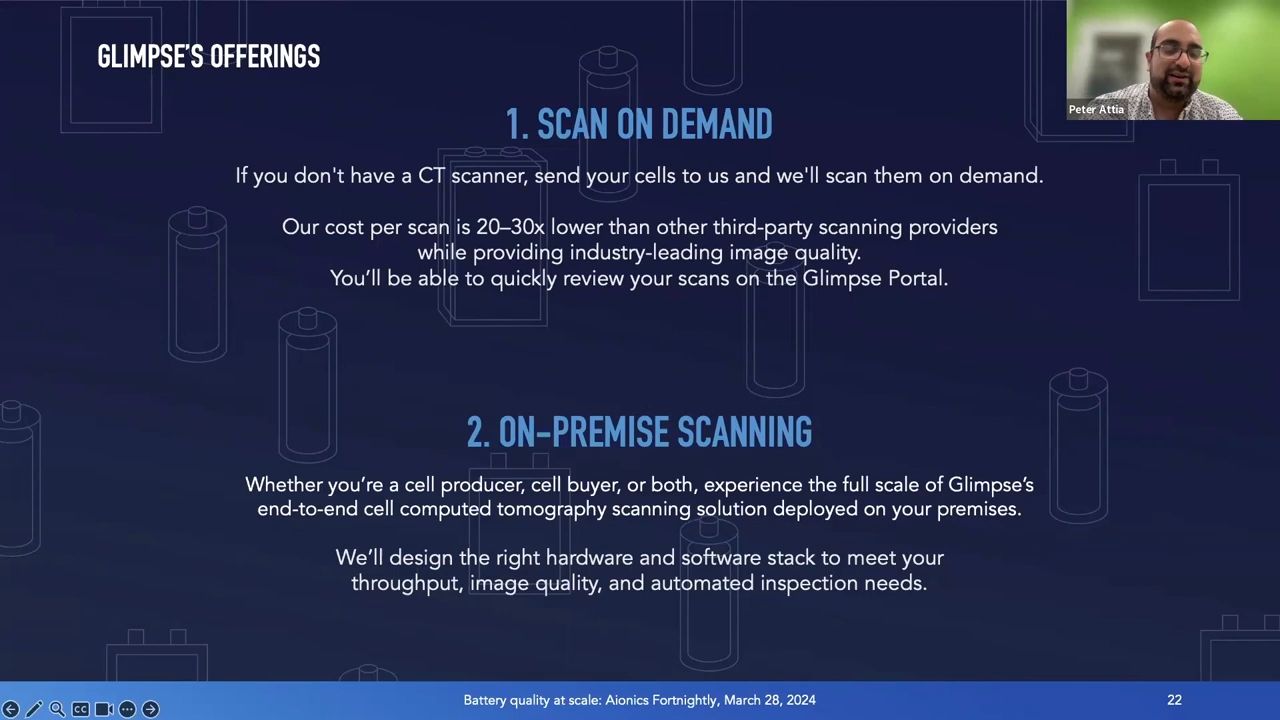 GLIMPSE'S OFFERINGS
Peter Attia
1. SCAN ON DEMAND
If you don't have a CT scanner, send your cells to us and we'll scan them on demand.
Our cost per scan is 20–30x lower than other third-party scanning providers
while providing industry-leading image quality.
You'll be able to quickly review your scans on the Glimpse Portal.
2. ON-PREMISE SCANNING
Whether you're a cell producer, cell buyer, or both, experience the full scale of Glimpse's
end-to-end cell computed tomography scanning solution deployed on your premises.
We'll design the right hardware and software stack to meet your
throughput, image quality, and automated inspection needs.
CC
Battery quality at scale: Aionics Fortnightly, March 28, 2024
22